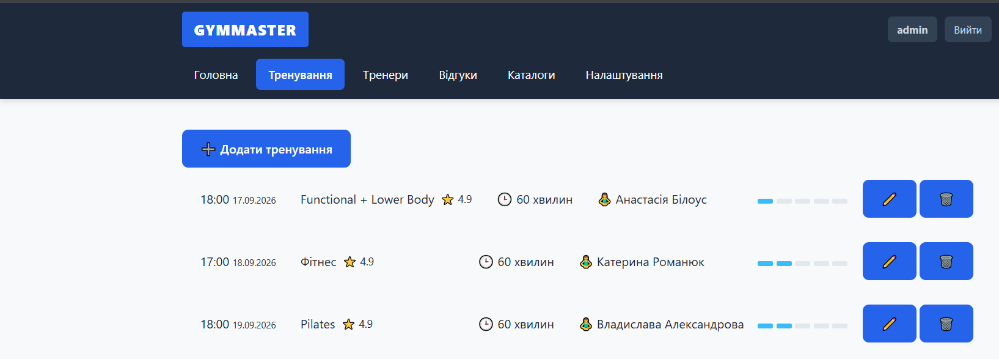 GYMMASTER
admin Вийти
Головна Тренування Тренери Відгуки Каталоги Налаштування
Додати тренування
18:00 17.09.2026 Functional + Lower Body 4.9 60 хвилин Анастасія Білоус
17:00 18.09.2026 Фітнес 4.9 60 хвилин Катерина Романюк
18:00 19.09.2026 Pilates 4.9 60 хвилин Владислава Александрова